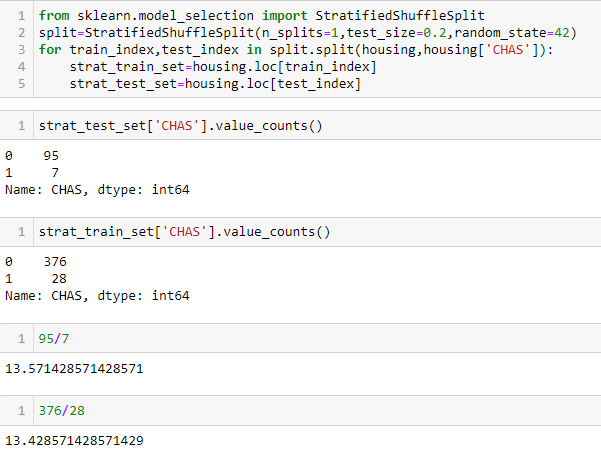 1 from sklearn.model_selection import StratifiedShuffleSplit
2 split=StratifiedShuffleSplit(n_splits=1,test_size=0.2,random_state=42)
3 for train_index,test_index in split.split(housing,housing['CHAS']):
4     strat_train_set=housing.loc[train_index]
5     strat_test_set=housing.loc[test_index]
1 strat_test_set['CHAS'].value_counts()
0    95
1     7
Name: CHAS, dtype: int64
1 strat_train_set['CHAS'].value_counts()
0    376
1     28
Name: CHAS, dtype: int64
1 95/7
13.571428571428571
1 376/28
13.428571428571429